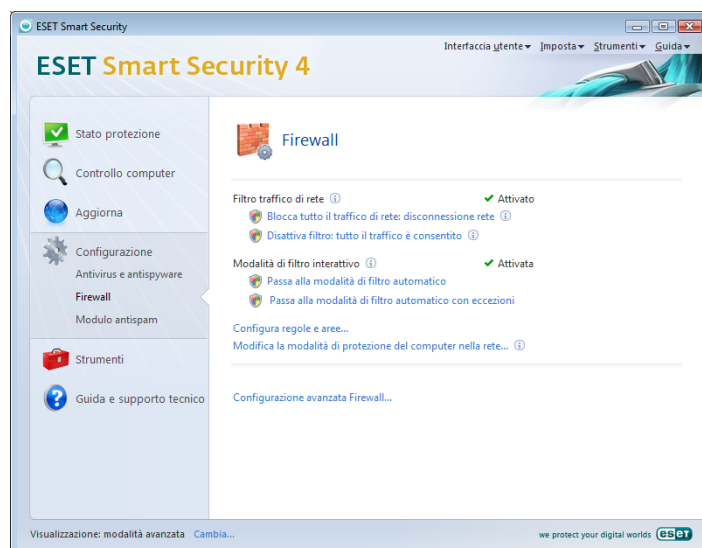 ESET Smart Security
Interfaccia utente Imposta Strumenti Guida
ESET Smart Security 4
Stato protezione
Controllo computer
Aggiorna
Configurazione
Antivirus e antispyware
Firewall
Modulo antispam
Strumenti
Guida e supporto tecnico
Firewall
Filtro traffico di rete Attivato
Blocca tutto il traffico di rete: disconnessione rete
Disattiva filtro: tutto il traffico è consentito
Modalità di filtro interattivo Attivata
Passa alla modalità di filtro automatico
Passa alla modalità di filtro automatico con eccezioni
Configura regole e aree...
Modifica la modalità di protezione del computer nella rete...
Configurazione avanzata Firewall...
Visualizzazione: modalità avanzata Cambia...
we protect your digital worlds eseT